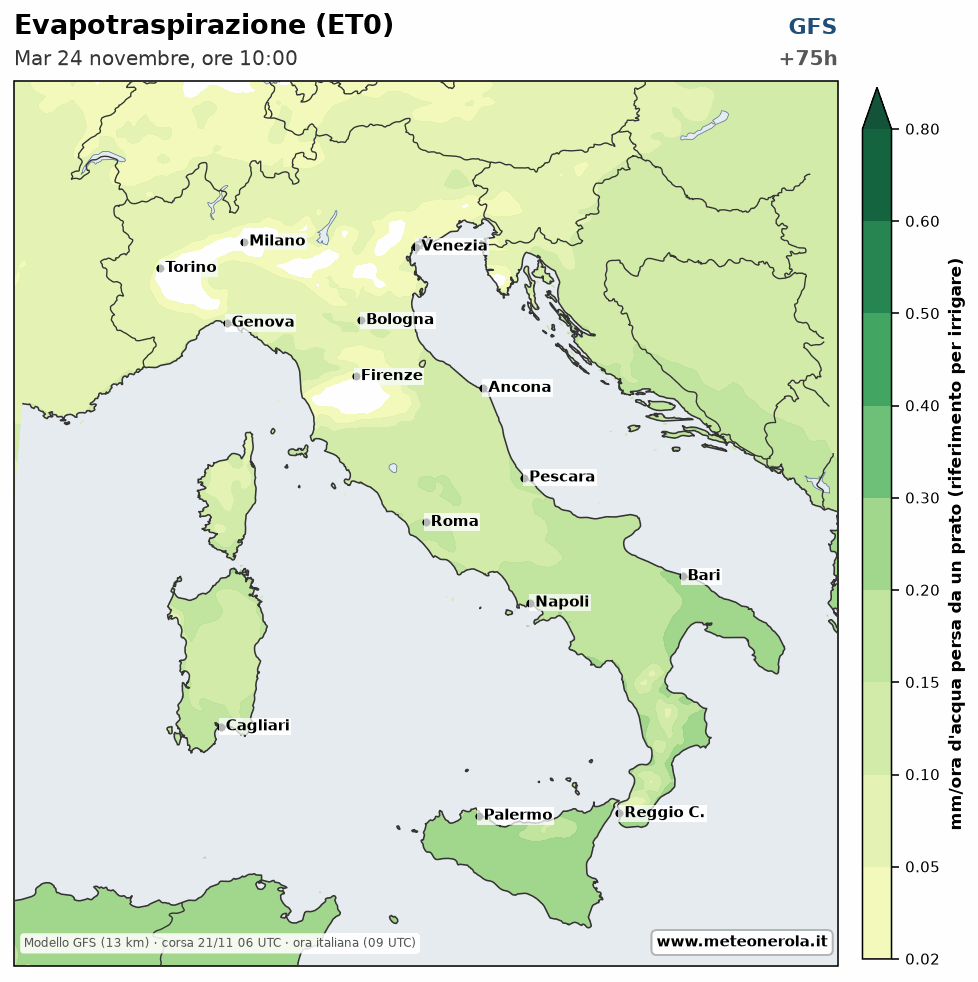 Evapotraspirazione (ET0)
GFS
Mar 24 novembre, ore 10:00
+75h
Milano
Venezia
Torino
Genova
Bologna
Firenze
Ancona
Pescara
Roma
Bari
Napoli
Cagliari
Palermo
Reggio C.
0.80
0.60
0.50
0.40
0.30
0.20
0.15
0.10
0.05
0.02
mm/ora d'acqua persa da un prato (riferimento per irrigare)
Modello GFS (13 km) · corsa 21/11 06 UTC · ora italiana (09 UTC)
www.meteonerola.it